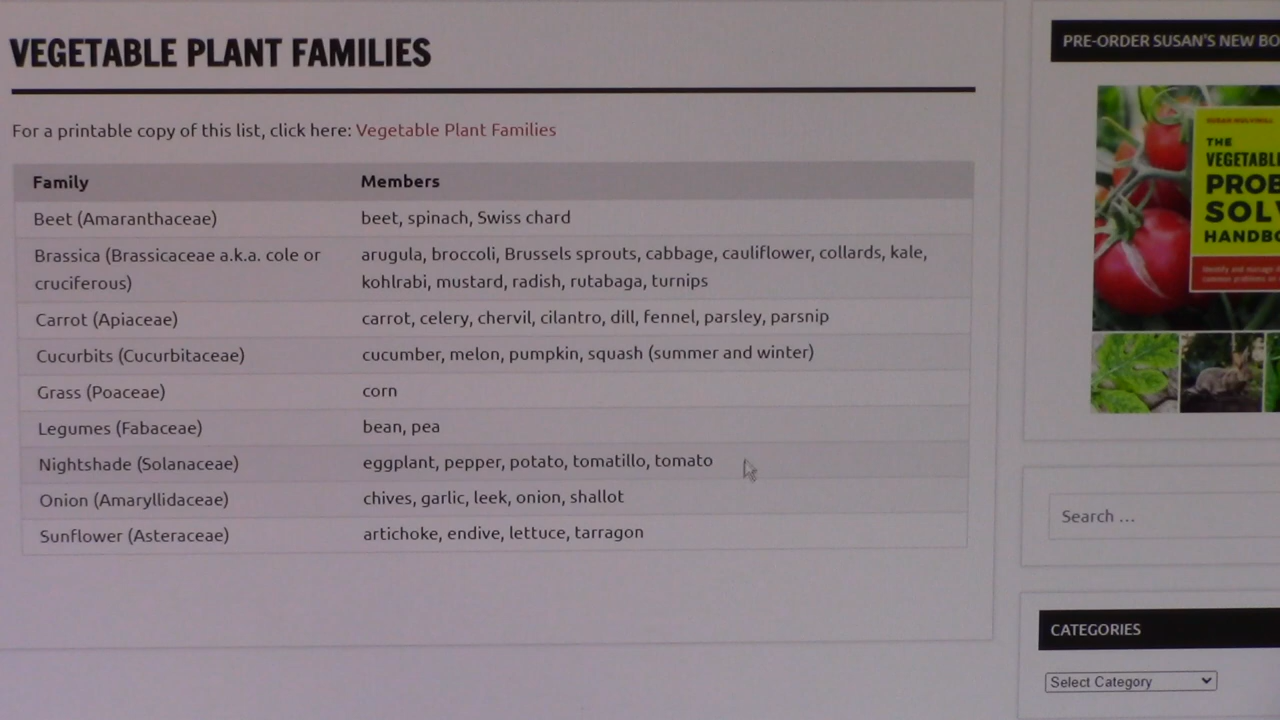 VEGETABLE PLANT FAMILIES
For a printable copy of this list, click here: Vegetable Plant Families
Family Members
Beet (Amaranthaceae) beet, spinach, Swiss chard
Brassica (Brassicaceae a.k.a. cole or cruciferous) arugula, broccoli, Brussels sprouts, cabbage, cauliflower, collards, kale,
kohlrabi, mustard, radish, rutabaga, turnips
Carrot (Apiaceae) carrot, celery, chervil, cilantro, dill, fennel, parsley, parsnip
Cucurbits (Cucurbitaceae) cucumber, melon, pumpkin, squash (summer and winter)
Grass (Poaceae) corn
Legumes (Fabaceae) bean, pea
Nightshade (Solanaceae) eggplant, pepper, potato, tomatillo, tomato
Onion (Amaryllidaceae) chives, garlic, leek, onion, shallot
Sunflower (Asteraceae) artichoke, endive, lettuce, tarragon
PRE-ORDER SUSAN'S NEW BO
THE
VEGETABL
PROB
SOLV
HANDBO
Search ...
CATEGORIES
Select Category